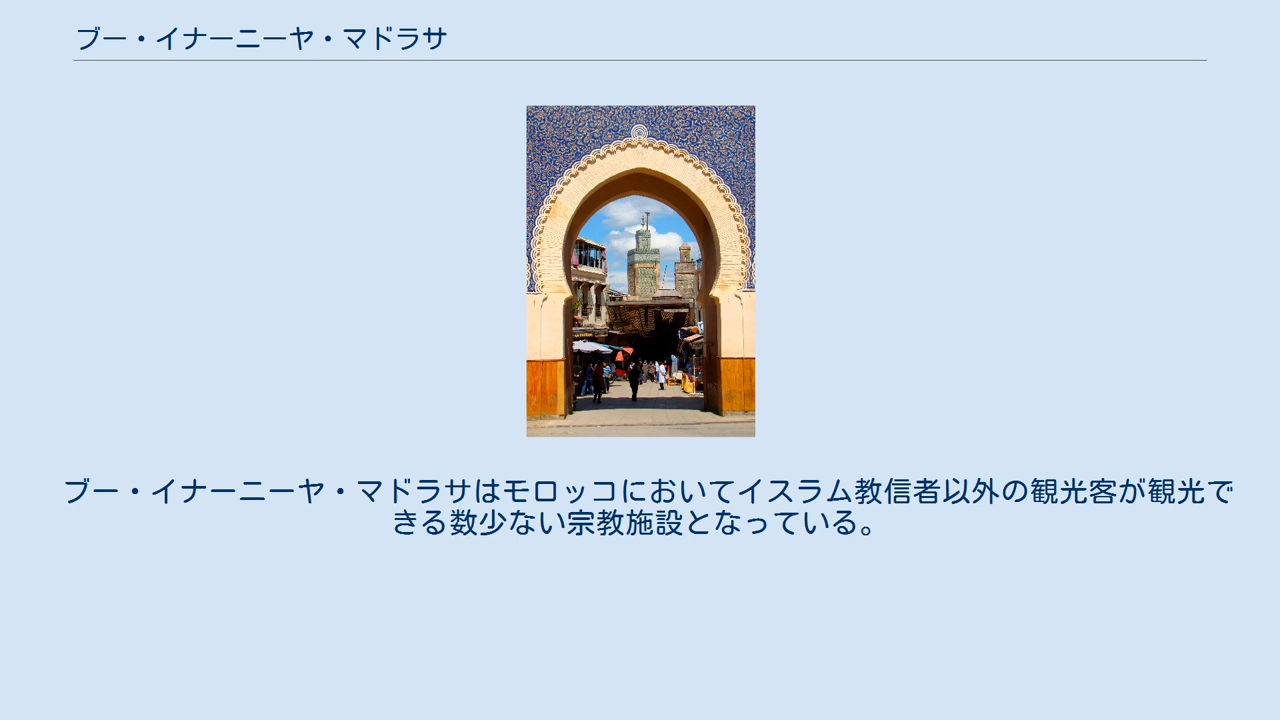 ブー・イナーニーヤ・マドラサ
ブー・イナーニーヤ・マドラサはモロッコにおいてイスラム教信者以外の観光客が観光で
きる数少ない宗教施設となっている。